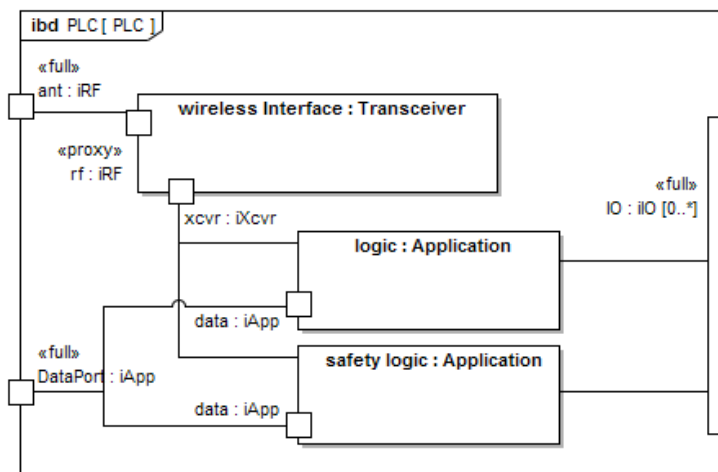 ibd PLC[ PLC ]
«full»
ant : iRF
wireless Interface : Transceiver
«proxy»
rf : iRF
«full»
IO : iIO [0..*]
xcvr : iXcvr
logic : Application
data : iApp
«full»
DataPort : iApp
safety logic : Application
data : iApp